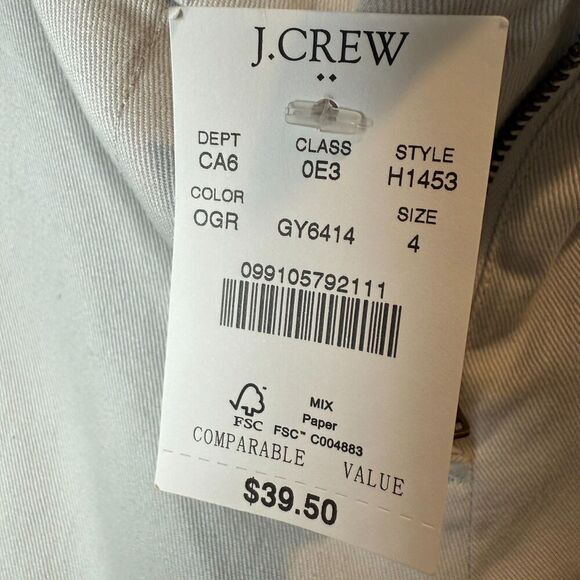 J.CREW
DEPT CLASS STYLE
CA6 0E3 H1453
COLOR SIZE
OGR GY6414 4
099105792111
MIX
Paper
FSC FSC™ C004883
COMPARABLE VALUE
$39.50